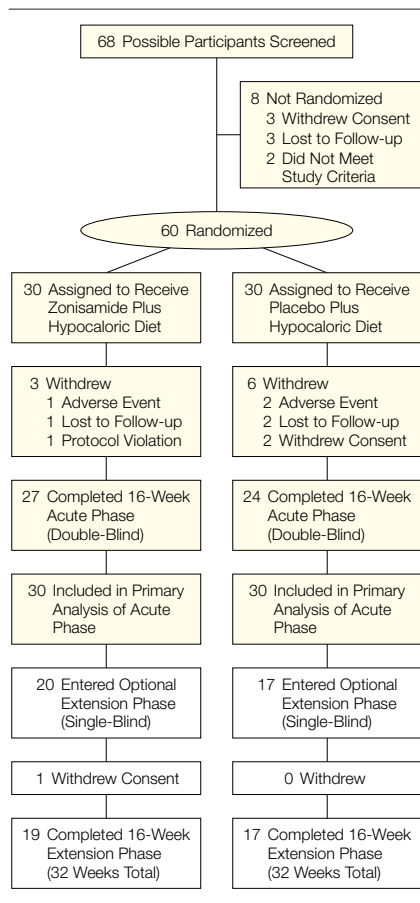 68 Possible Participants Screened
8 Not Randomized
3 Withdrew Consent
3 Lost to Follow-up
2 Did Not Meet
Study Criteria
60 Randomized
30 Assigned to Receive
Zonisamide Plus
Hypocaloric Diet
30 Assigned to Receive
Placebo Plus
Hypocaloric Diet
3 Withdrew
1 Adverse Event
1 Lost to Follow-up
1 Protocol Violation
6 Withdrew
2 Adverse Event
2 Lost to Follow-up
2 Withdrew Consent
27 Completed 16-Week
Acute Phase
(Double-Blind)
24 Completed 16-Week
Acute Phase
(Double-Blind)
30 Included in Primary
Analysis of Acute
Phase
30 Included in Primary
Analysis of Acute
Phase
20 Entered Optional
Extension Phase
(Single-Blind)
17 Entered Optional
Extension Phase
(Single-Blind)
1 Withdrew Consent
0 Withdrew
19 Completed 16-Week
Extension Phase
(32 Weeks Total)
17 Completed 16-Week
Extension Phase
(32 Weeks Total)